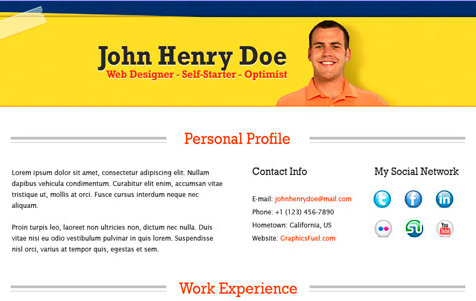 John Henry Doe
Web Designer - Self-Starter - Optimist
Personal Profile
Lorem ipsum dolor sit amet, consectetur adipiscing elit. Nullam
dapibus vehicula condimentum. Curabitur elit enim, accumsan vitae
tristique ut, mollis at orci. Fusce cursus interdum neque nec
aliquam.
Proin turpis leo, laoreet non ultricies non, dictum nec nulla. Duis
vitae nisi eu odio vestibulum pulvinar in quis lorem. Suspendisse
nisl orci, varius at tempor quis, egestas et sem.
Contact Info
E-mail: johnhenrydoe@mail.com
Phone: +1 (123) 456-7890
Hometown: California, US
Website: GraphicsFuel.com
My Social Network
t f in
su You Tube
Work Experience